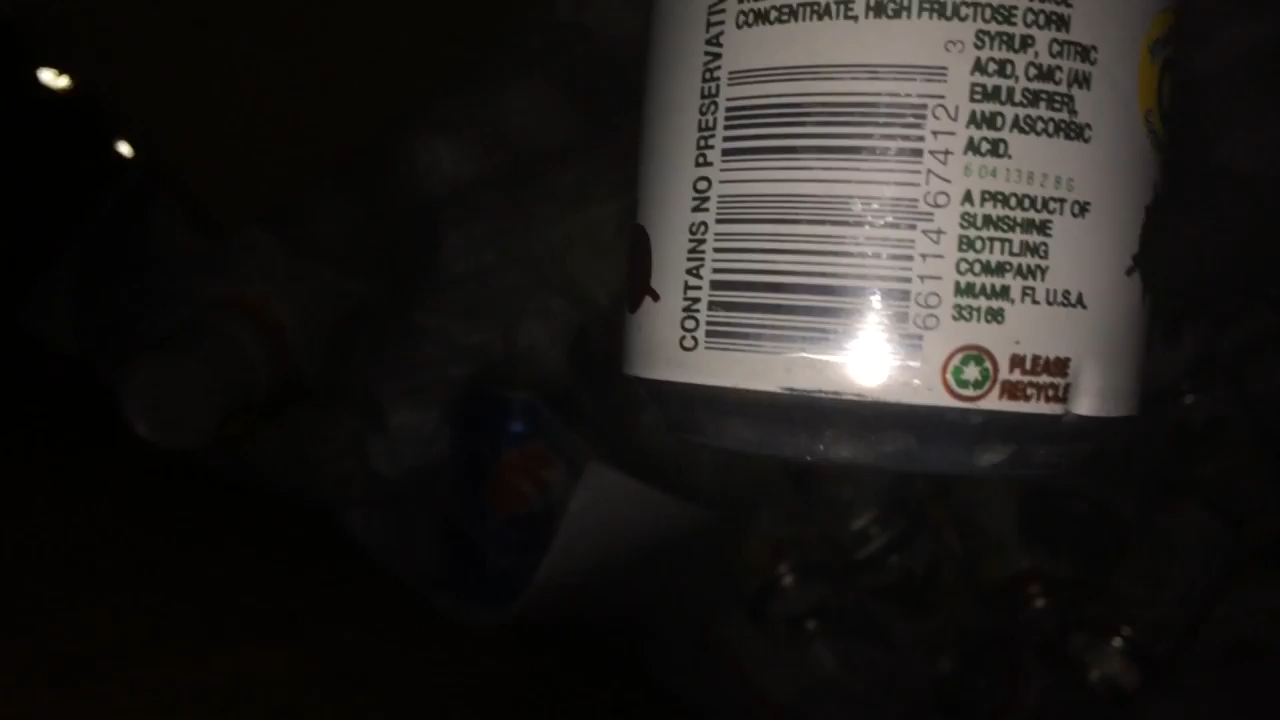 CONCENTRATE, HIGH FRUCTOSE CORN
SYRUP, CITRIC
ACID, CMC (AN
EMULSIFIER),
AND ASCORBIC
ACID.
60413828G
A PRODUCT OF
SUNSHINE
BOTTLING
COMPANY
MIAMI, FL U.S.A.
33166
PLEASE
RECYCLE
CONTAINS NO
66114 67412 3